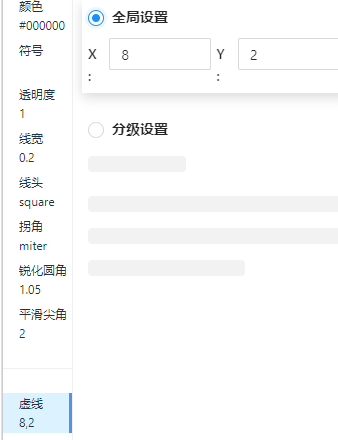 颜色
#000000
符号
透明度
1
线宽
0.2
线头
square
拐角
miter
锐化圆角
1.05
平滑尖角
2
虚线
8,2
全局设置
X: 8 Y: 2
分级设置